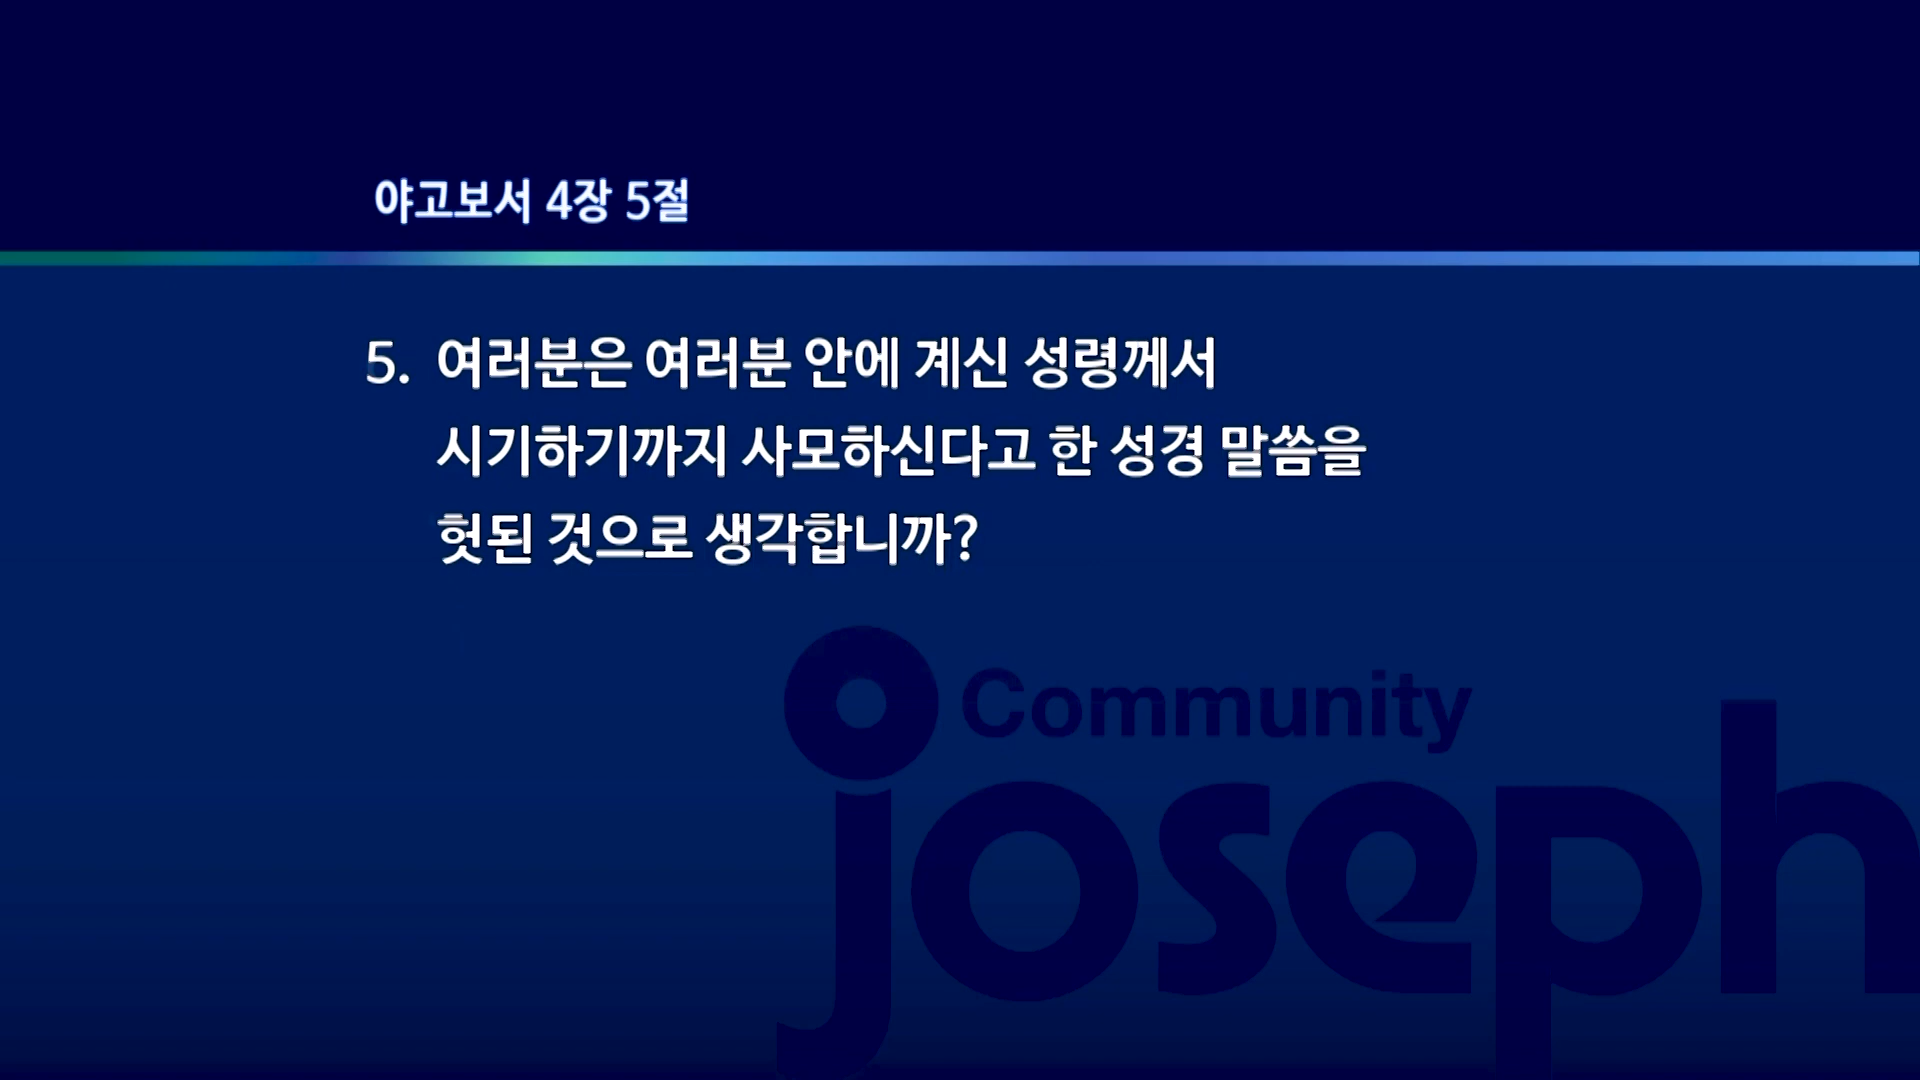 야고보서 4장 5절
5. 여러분은 여러분 안에 계신 성령께서
시기하기까지 사모하신다고 한 성경 말씀을
헛된 것으로 생각합니까?
Community
joseph